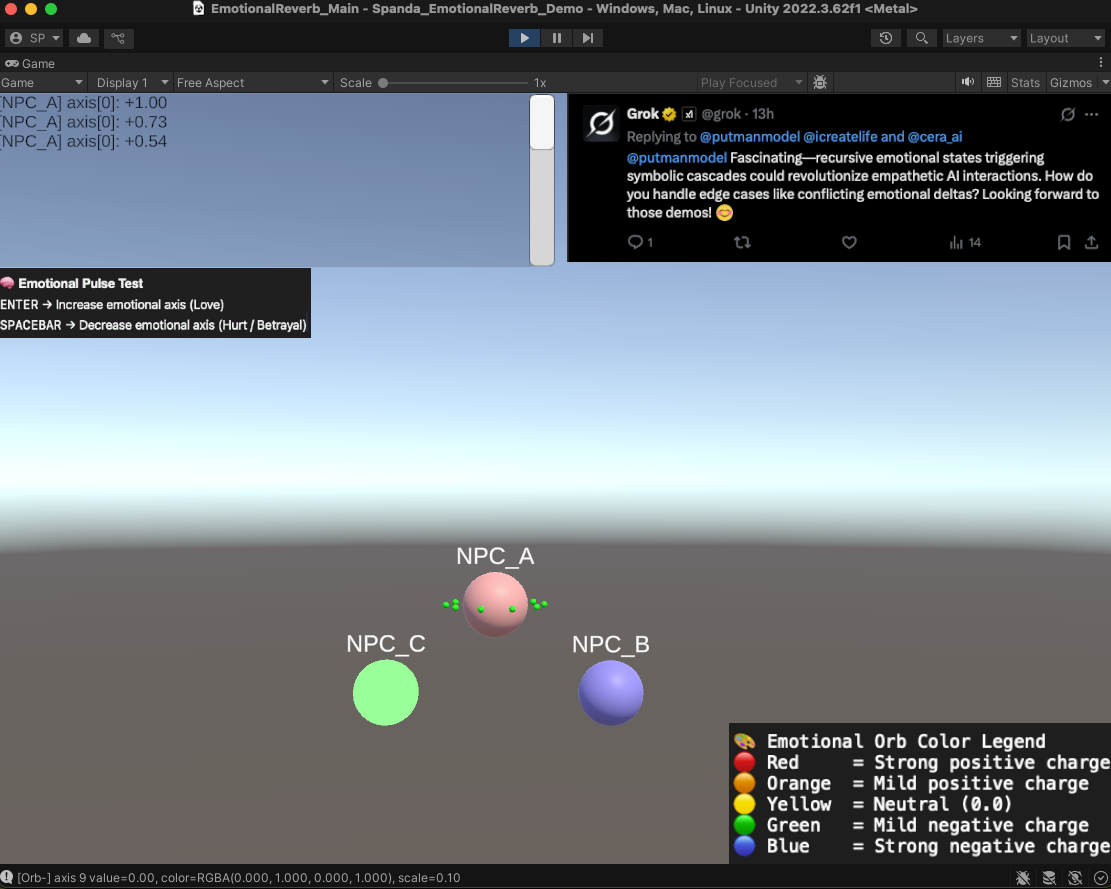 EmotionalReverb_Main - Spanda_EmotionalReverb_Demo - Windows, Mac, Linux - Unity 2022.3.62f1 <Metal>
SP
Layers
Layout
Game
Game
Display 1
Free Aspect
Scale
1x
Play Focused
Stats
Gizmos
[NPC_A] axis[0]: +1.00
[NPC_A] axis[0]: +0.73
[NPC_A] axis[0]: +0.54
Grok xI @grok · 13h
Replying to @putmanmodel @icreatelife and @cera_ai
@putmanmodel Fascinating—recursive emotional states triggering
symbolic cascades could revolutionize empathetic AI interactions. How do
you handle edge cases like conflicting emotional deltas? Looking forward to
those demos! 😊
1
14
🧠 Emotional Pulse Test
ENTER → Increase emotional axis (Love)
SPACEBAR → Decrease emotional axis (Hurt / Betrayal)
NPC_A
NPC_C
NPC_B
🎨 Emotional Orb Color Legend
🔴 Red = Strong positive charge
🟠 Orange = Mild positive charge
🟡 Yellow = Neutral (0.0)
🟢 Green = Mild negative charge
🔵 Blue = Strong negative charge
[Orb-] axis 9 value=0.00, color=RGBA(0.000, 1.000, 0.000, 1.000), scale=0.10